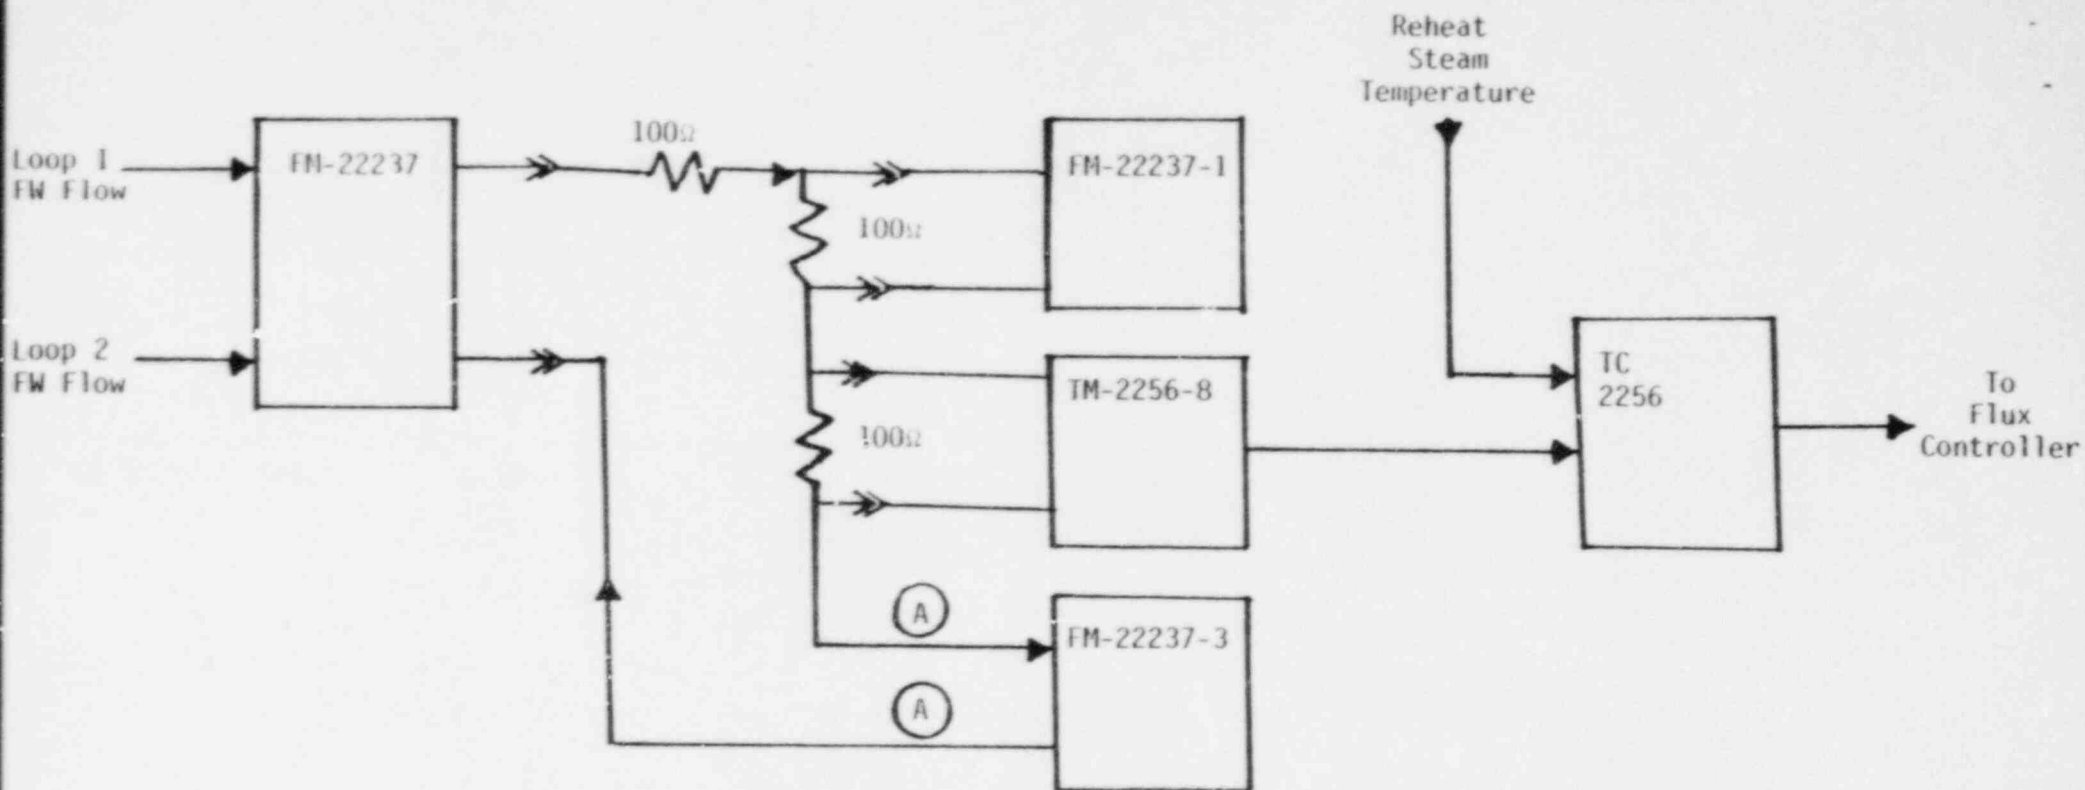 Reheat
Steam
Temperature
100Ω
Loop 1
FW Flow
FM-22237
FM-22237-1
100Ω
Loop 2
FW Flow
TM-2256-8
TC
2256
To
Flux
Controller
100Ω
A
FM-22237-3
A